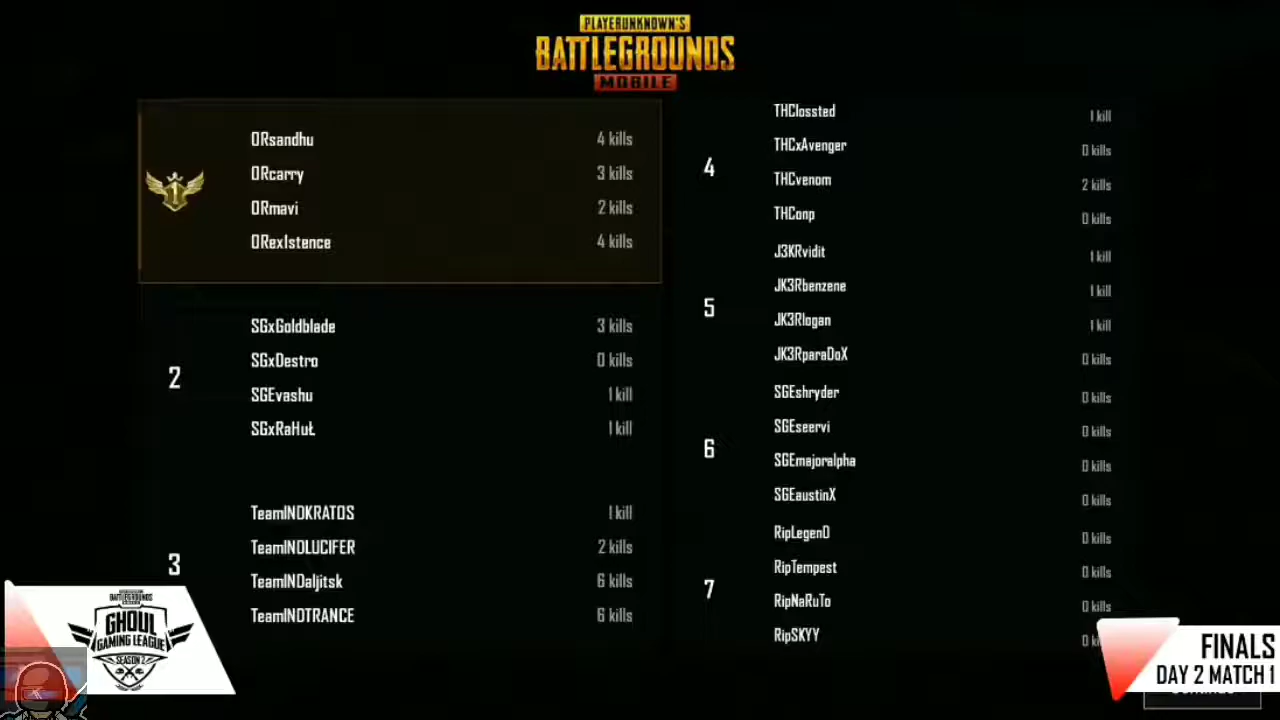 PLAYERUNKNOWN'S
BATTLEGROUNDS
MOBILE
1
ORsandhu 4 kills
ORcarry 3 kills
ORmavi 2 kills
ORexIstence 4 kills
2
SGxGoldblade 3 kills
SGxDestro 0 kills
SGEvashu 1 kill
SGxRaHuŁ 1 kill
3
TeamINDKRATOS 1 kill
TeamINDLUCIFER 2 kills
TeamINDaljitsk 6 kills
TeamINDTRANCE 6 kills
4
THClossted 1 kill
THCxAvenger 0 kills
THCvenom 2 kills
THConp 0 kills
5
J3KRvidit 1 kill
JK3Rbenzene 1 kill
JK3Rlogan 1 kill
JK3RparaDoX 0 kills
6
SGEshryder 0 kills
SGEseervi 0 kills
SGEmajoralpha 0 kills
SGEaustinX 0 kills
7
RipLegenD 0 kills
RipTempest 0 kills
RipNaRuTo 0 kills
RipSKYY 0
BATTLEGROUNDS
GHOUL
GAMING LEAGUE
SEASON 2
FINALS
DAY 2 MATCH 1